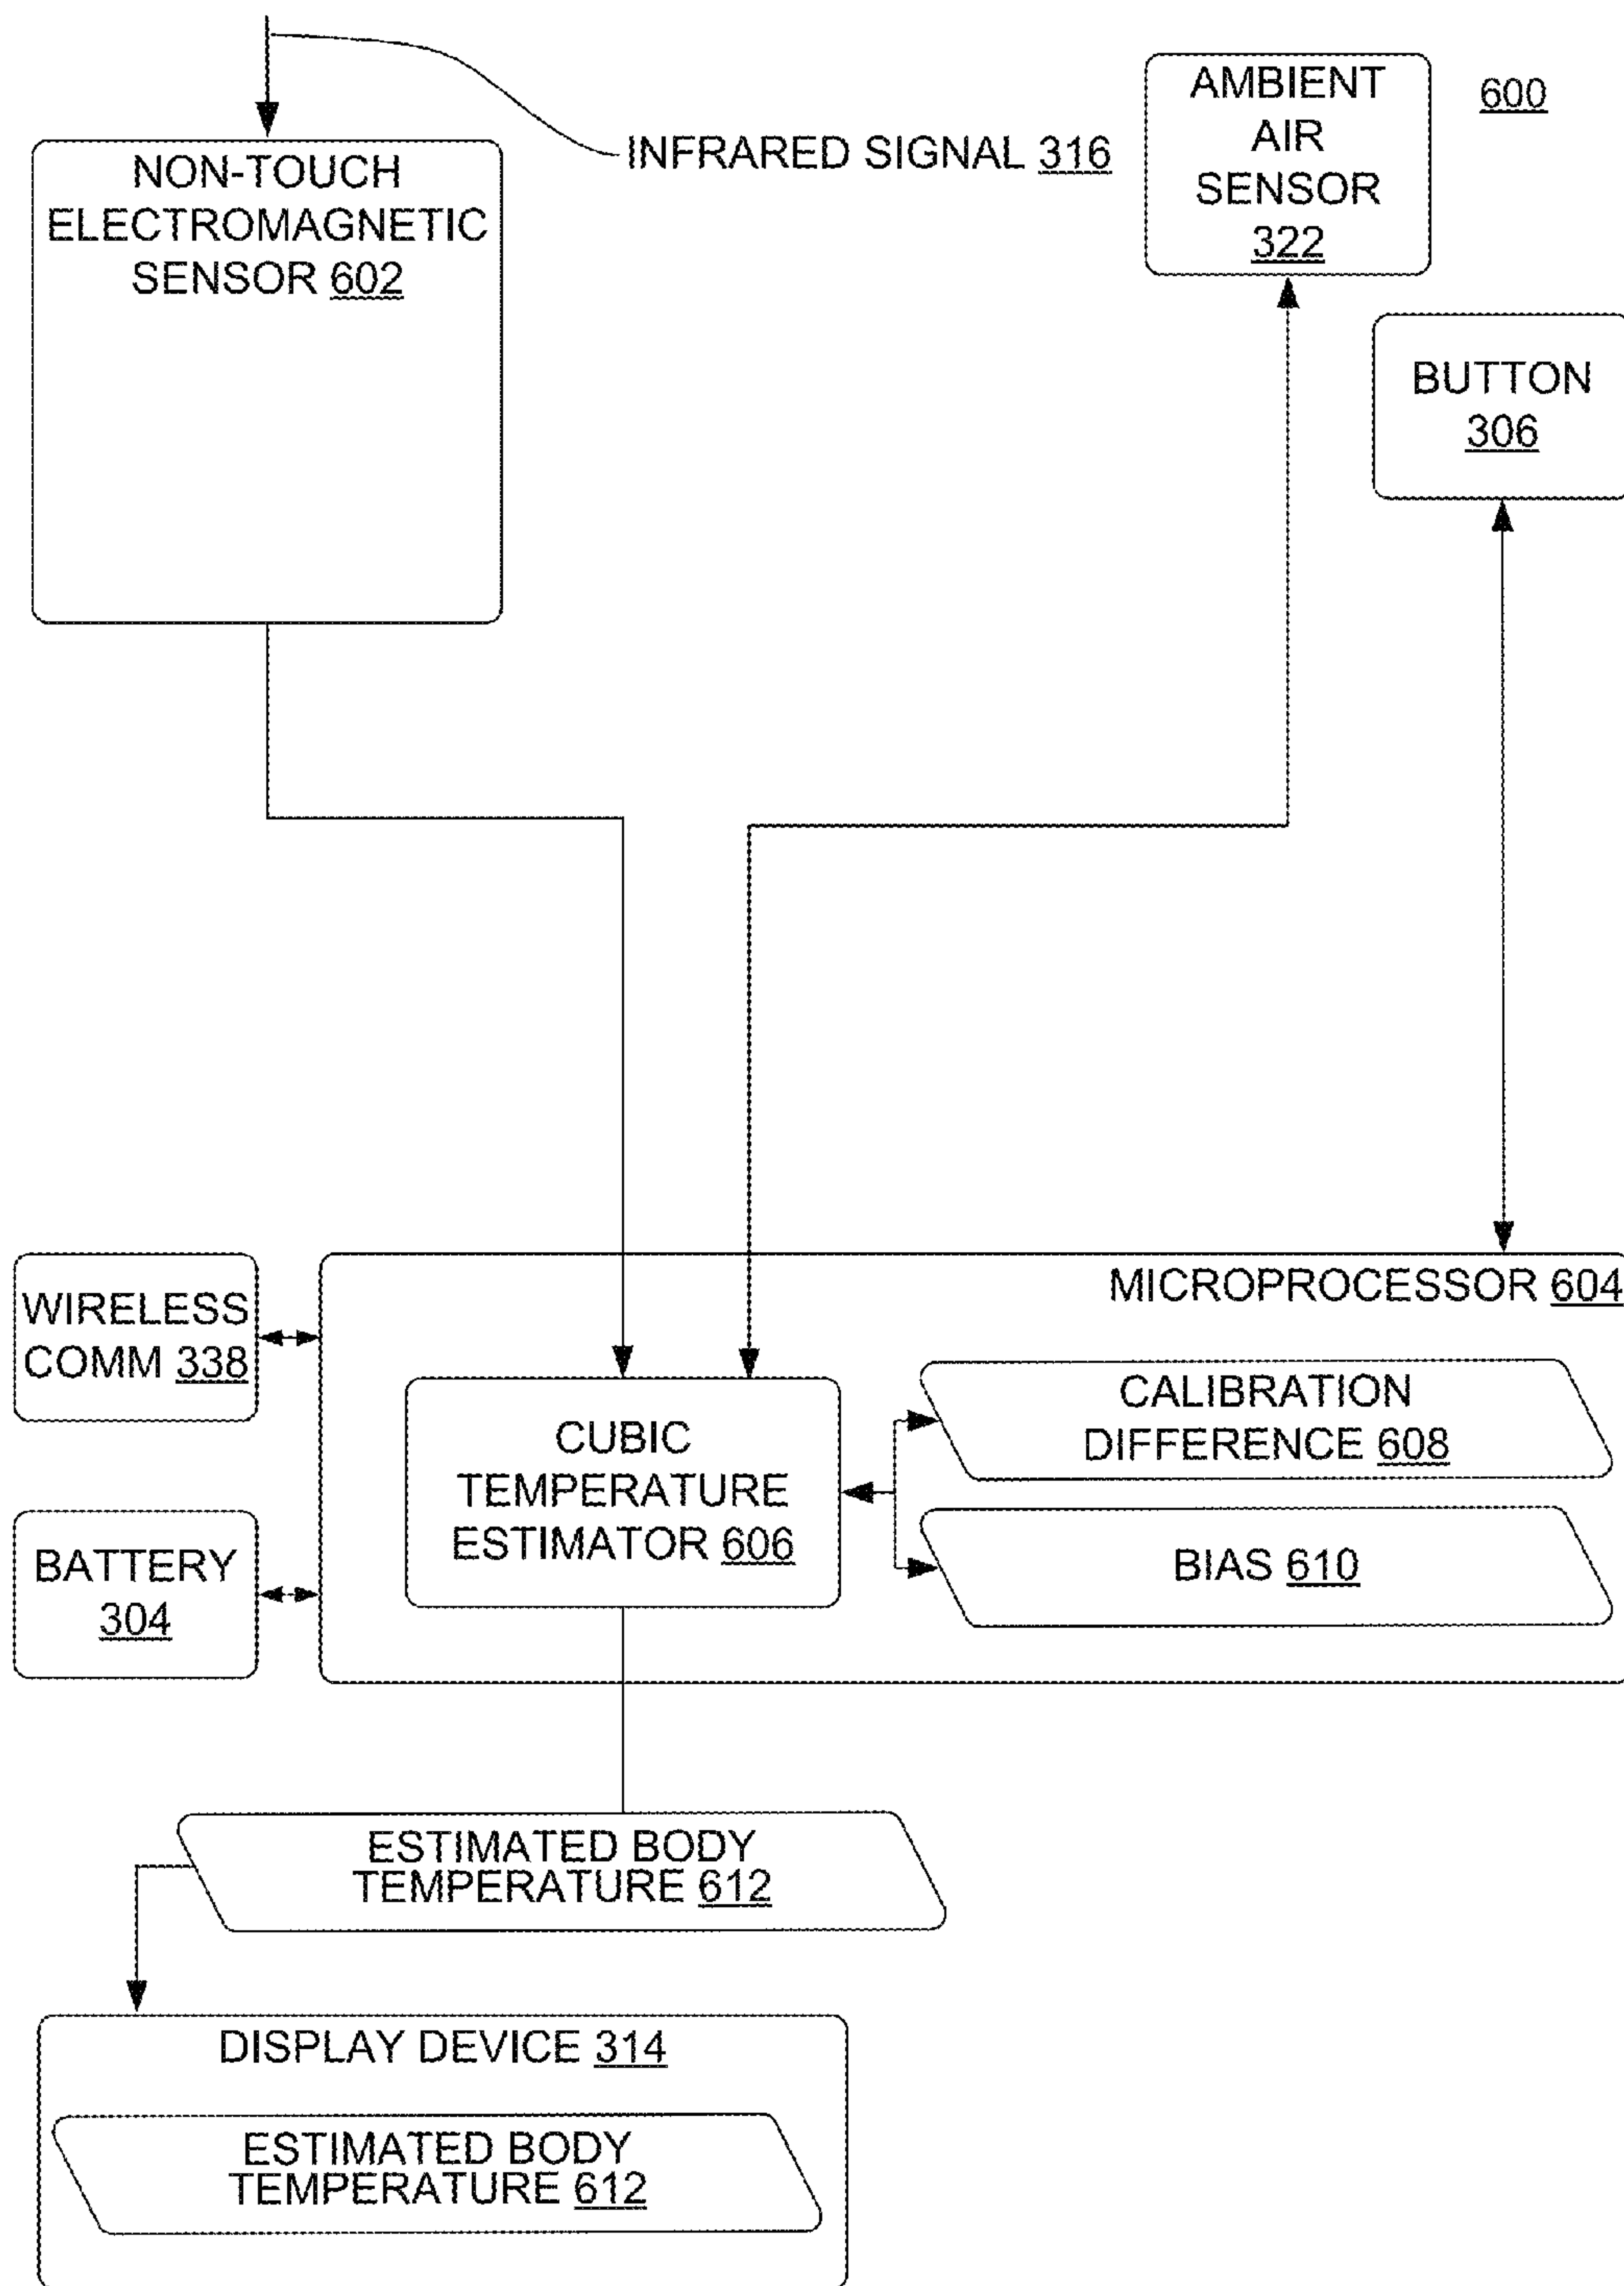 NON-TOUCH
ELECTROMAGNETIC
SENSOR 602
INFRARED SIGNAL 316
AMBIENT
AIR
SENSOR
322
600
BUTTON
306
WIRELESS
COMM 338
BATTERY
304
MICROPROCESSOR 604
CUBIC
TEMPERATURE
ESTIMATOR 606
CALIBRATION
DIFFERENCE 608
BIAS 610
ESTIMATED BODY
TEMPERATURE 612
DISPLAY DEVICE 314
ESTIMATED BODY
TEMPERATURE 612